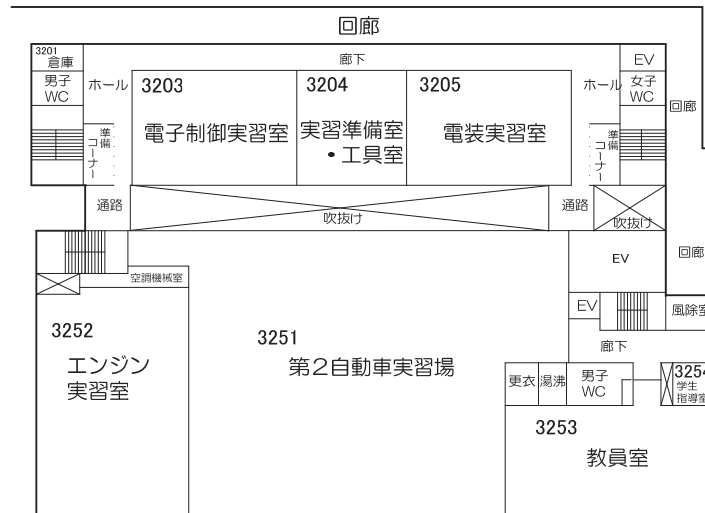 回廊
3201
倉庫
廊下
EV
男子
WC
ホール
3203
3204
3205
ホール
女子
WC
回廊
電子制御実習室
実習準備室
・工具室
電装実習室
準備
コーナー
準備
コーナー
通路
吹抜け
通路
吹抜け
EV
回廊
空調機械室
EV
風除室
3252
エンジン
実習室
3251
第2自動車実習場
廊下
更衣
湯沸
男子
WC
3254
学生
指導室
3253
教員室